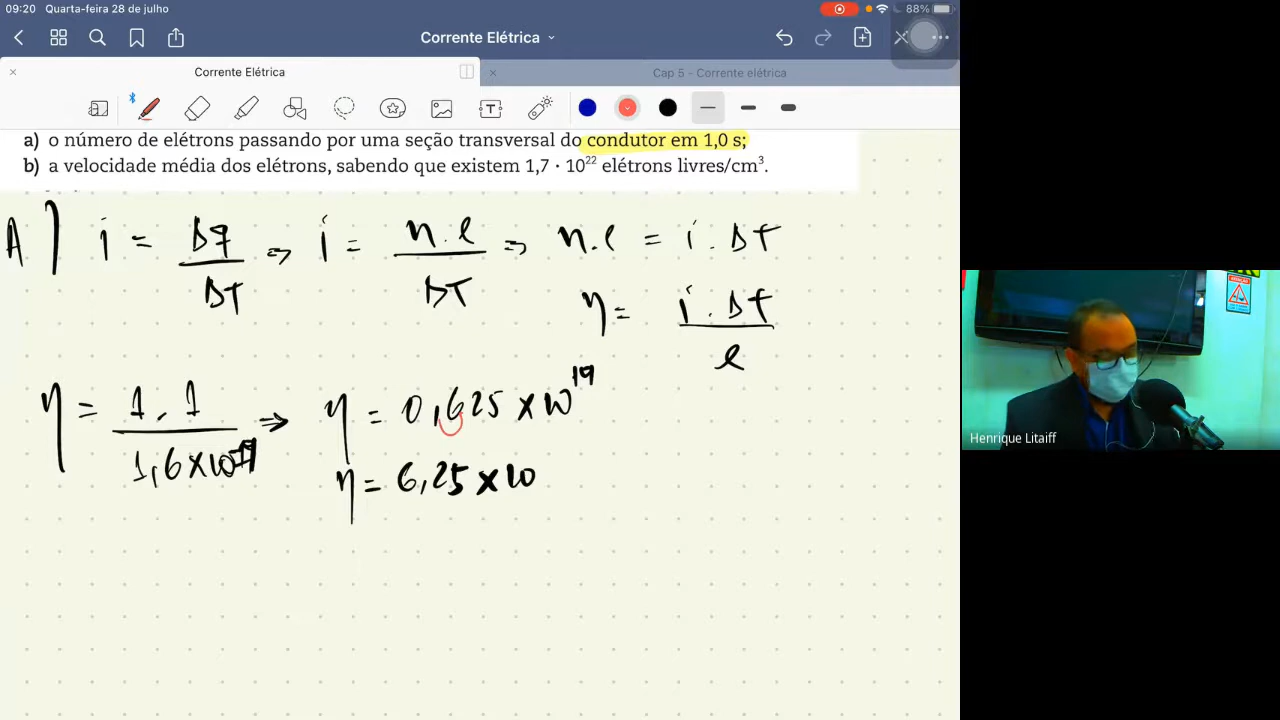 09:20 Quarta-feira 28 de julho
88%
Corrente Elétrica
Corrente Elétrica
Cap 5 - Corrente elétrica
a) o número de elétrons passando por uma seção transversal do condutor em 1,0 s;
b) a velocidade média dos elétrons, sabendo que existem 1,7 · 10²² elétrons livres/cm³.
A) i = Δq/ΔT ⇒ i = n.e/ΔT ⇒ n.e = i.Δt
η = i.Δt/e
η = 1.1/1,6×10⁻¹⁹ ⇒ η = 0,625 ×10¹⁹
η = 6,25 ×10
Henrique Litaiff